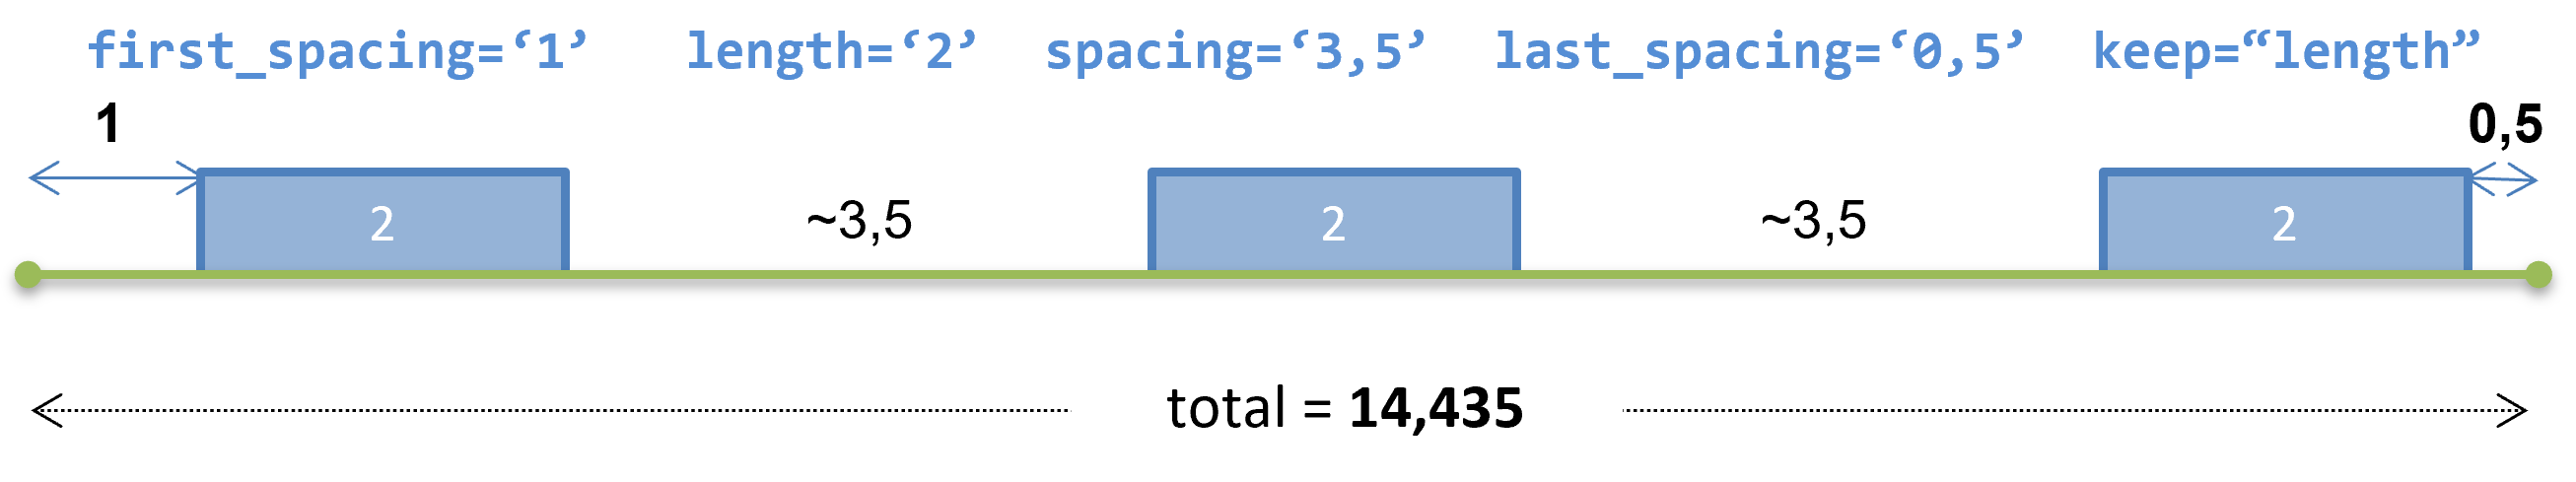 first_spacing=‘1’ length=‘2’ spacing=‘3,5’ last_spacing=‘0,5’ keep=“length”
1 0,5
2 ~3,5 2 ~3,5 2
total = 14,435